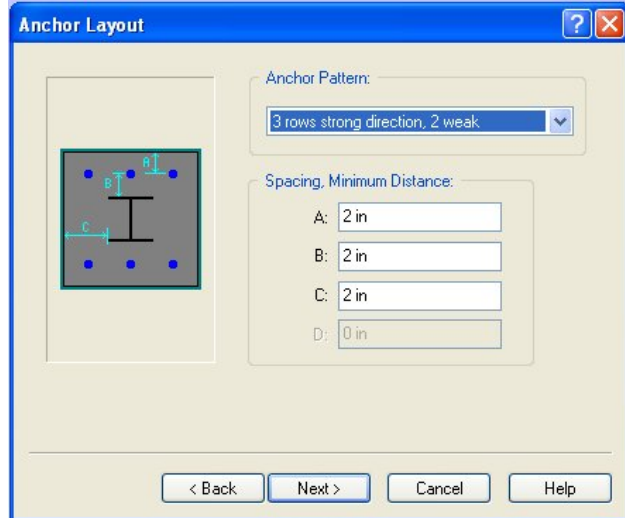 Anchor Layout
?
Anchor Pattern:
3 rows strong direction, 2 weak
A
B
C
Spacing, Minimum Distance:
A: 2 in
B: 2 in
C: 2 in
D: 0 in
< Back
Next >
Cancel
Help